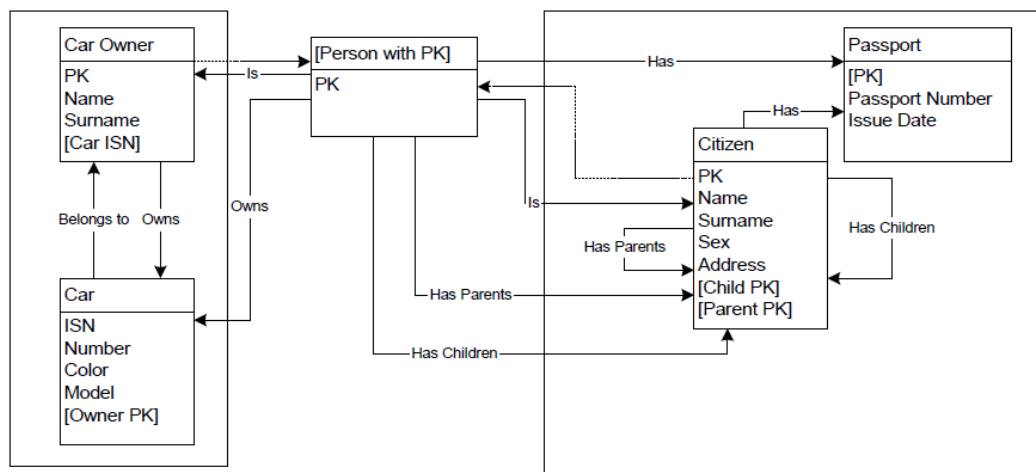 Car Owner
PK
Name
Surname
[Car ISN]
Belongs to
Owns
Car
ISN
Number
Color
Model
[Owner PK]
Is
Owns
[Person with PK]
PK
Has
Is
Has Parents
Has Children
Passport
[PK]
Passport Number
Issue Date
Has
Citizen
PK
Name
Surname
Sex
Address
[Child PK]
[Parent PK]
Has Parents
Has Children